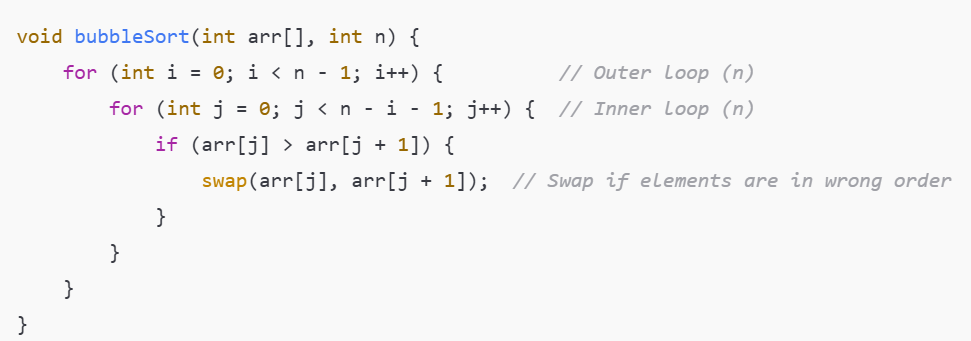 void bubbleSort(int arr[], int n) {
    for (int i = 0; i < n - 1; i++) {          // Outer loop (n)
        for (int j = 0; j < n - i - 1; j++) {  // Inner loop (n)
            if (arr[j] > arr[j + 1]) {
                swap(arr[j], arr[j + 1]);  // Swap if elements are in wrong order
            }
        }
    }
}